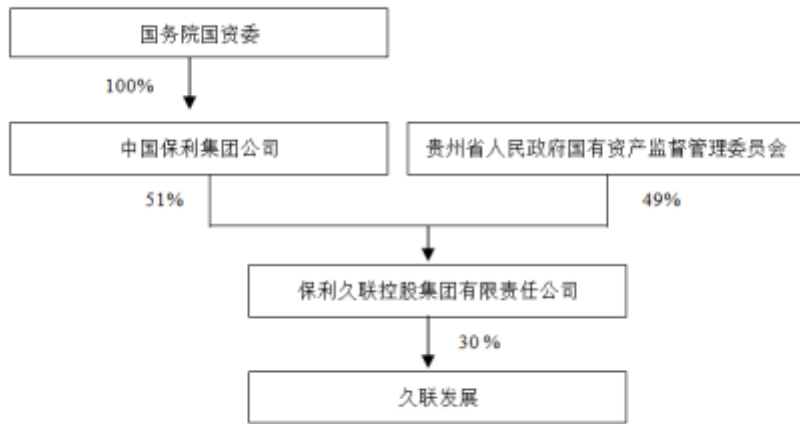 国务院国资委
100%
中国保利集团公司
贵州省人民政府国有资产监督管理委员会
51%
49%
保利久联控股集团有限责任公司
30%
久联发展